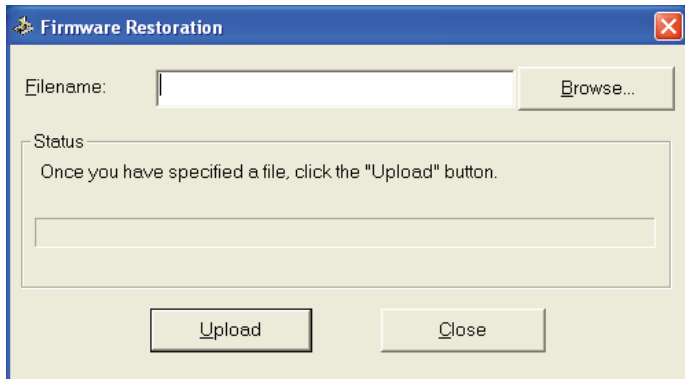 Firmware Restoration
Filename:
Browse...
Status
Once you have specified a file, click the "Upload" button.
Upload
Close